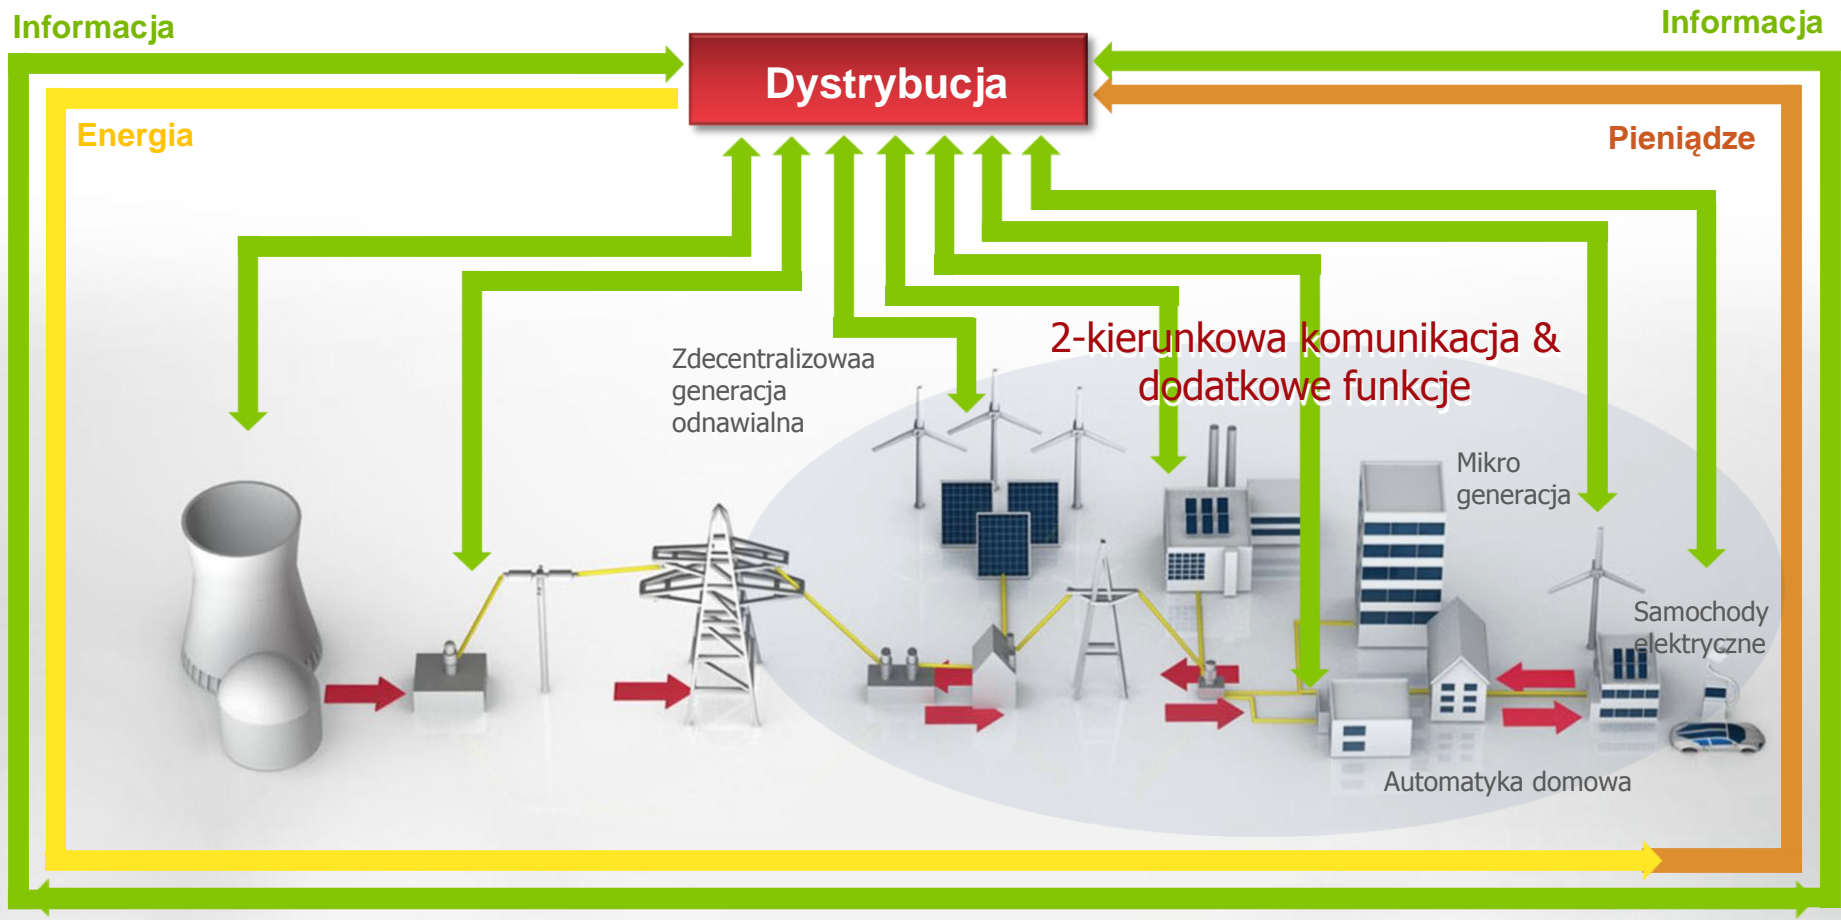 Informacja
Informacja
Dystrybucja
Energia
Pieniądze
2-kierunkowa komunikacja &
dodatkowe funkcje
Zdecentralizowaa
generacja
odnawialna
Mikro
generacja
Samochody
elektryczne
Automatyka domowa